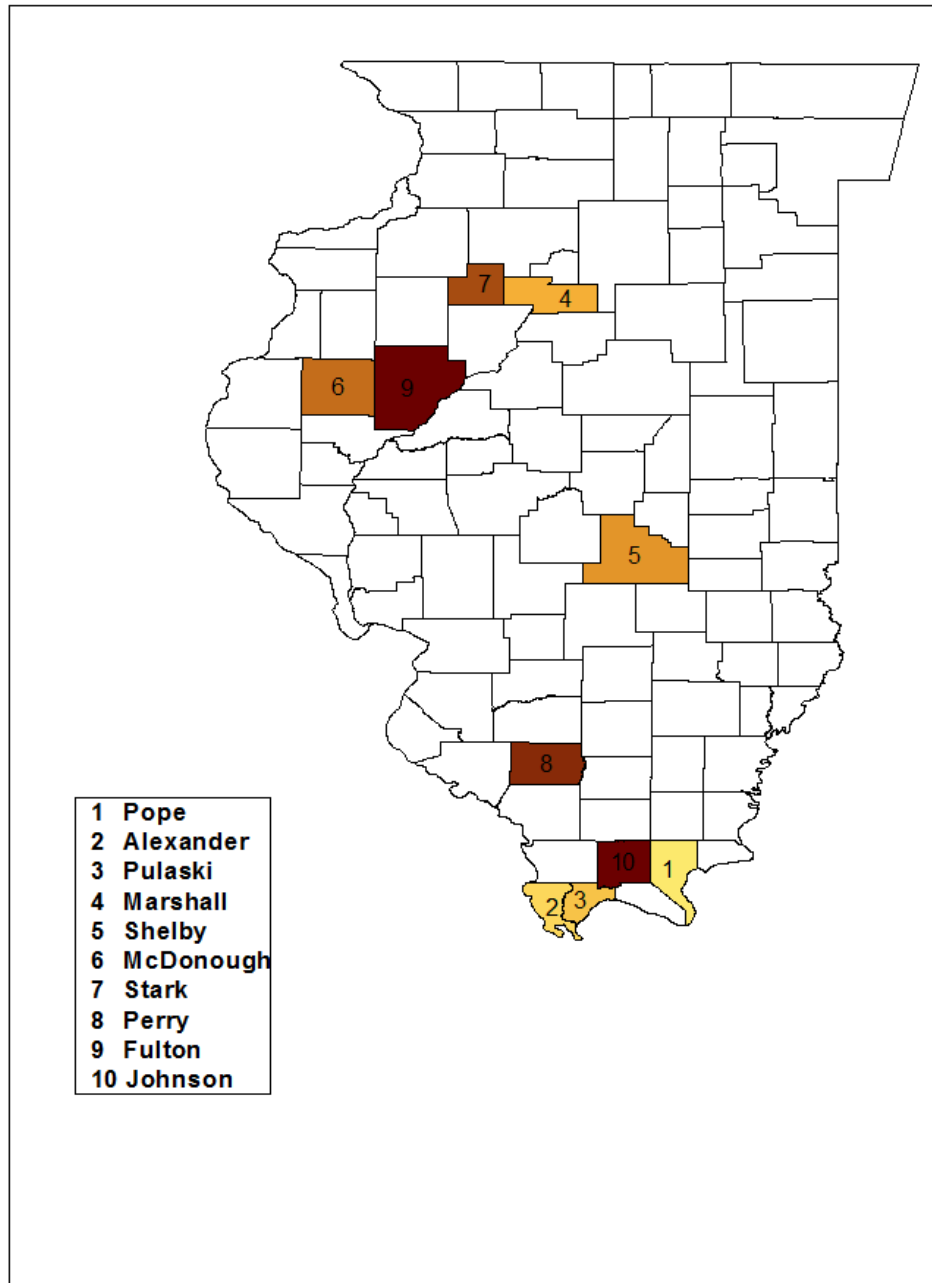 7
4
6
9
5
8
10
1
2
3
1 Pope
2 Alexander
3 Pulaski
4 Marshall
5 Shelby
6 McDonough
7 Stark
8 Perry
9 Fulton
10 Johnson